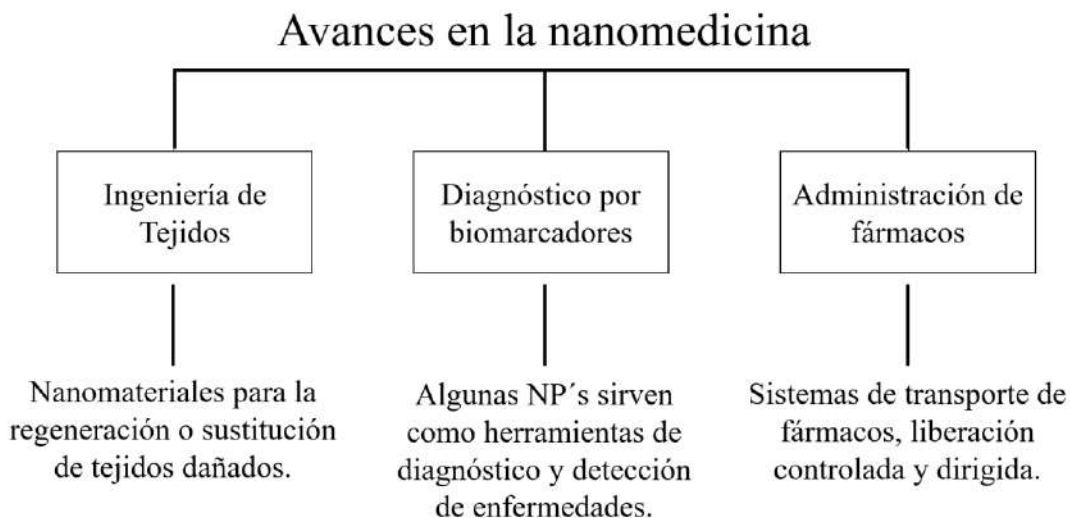 Avances en la nanomedicina
Ingeniería de
Tejidos
Nanomateriales para la
regeneración o sustitución
de tejidos dañados.
Diagnóstico por
biomarcadores
Algunas NP´s sirven
como herramientas de
diagnóstico y detección
de enfermedades.
Administración de
fármacos
Sistemas de transporte de
fármacos, liberación
controlada y dirigida.